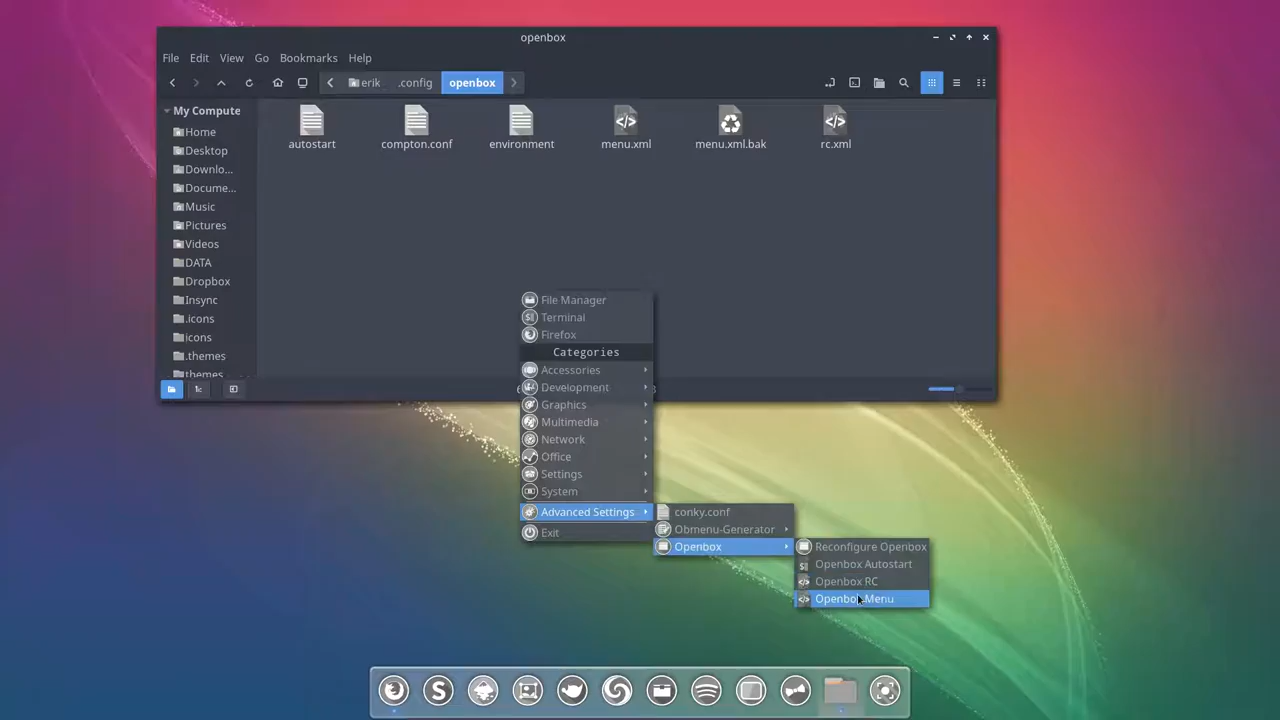 openbox
File Edit View Go Bookmarks Help
erik .config openbox
My Compute
Home
Desktop
Downlo...
Docume...
Music
Pictures
Videos
DATA
Dropbox
Insync
.icons
icons
.themes
themes
autostart compton.conf environment menu.xml menu.xml.bak rc.xml
File Manager
Terminal
Firefox
Categories
Accessories
Development
Graphics
Multimedia
Network
Office
Settings
System
Advanced Settings
Exit
conky.conf
Obmenu-Generator
Openbox
Reconfigure Openbox
Openbox Autostart
Openbox RC
Openbox Menu